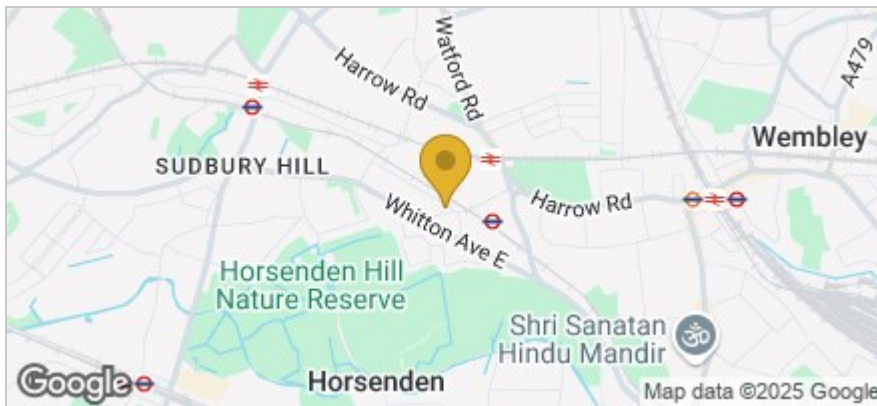 Harrow Rd
Watford Rd
A479
Wembley
SUDBURY HILL
Whitton Ave E
Harrow Rd
Horsenden Hill
Nature Reserve
Shri Sanatan
Hindu Mandir
Horsenden
Google
Map data ©2025 Google